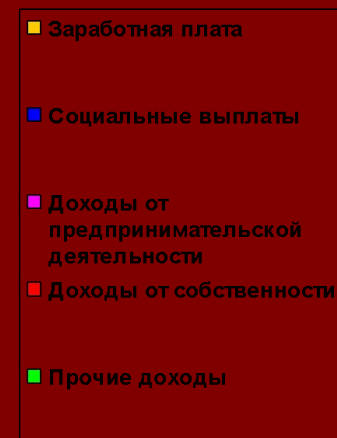 Заработная плата
Социальные выплаты
Доходы от
предпринимательской
деятельности
Доходы от собственности
Прочие доходы